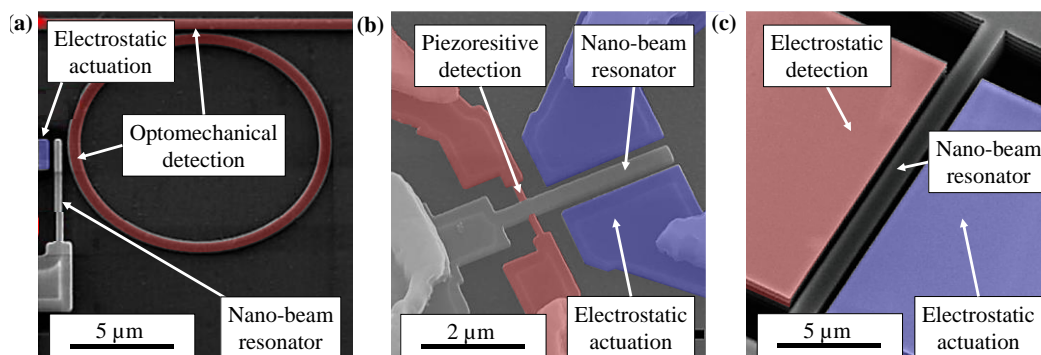 (a)
Electrostatic
actuation
Optomechanical
detection
Nano-beam
resonator
5 µm
(b)
Piezoresitive
detection
Nano-beam
resonator
Electrostatic
actuation
2 µm
(c)
Electrostatic
detection
Nano-beam
resonator
Electrostatic
actuation
5 µm